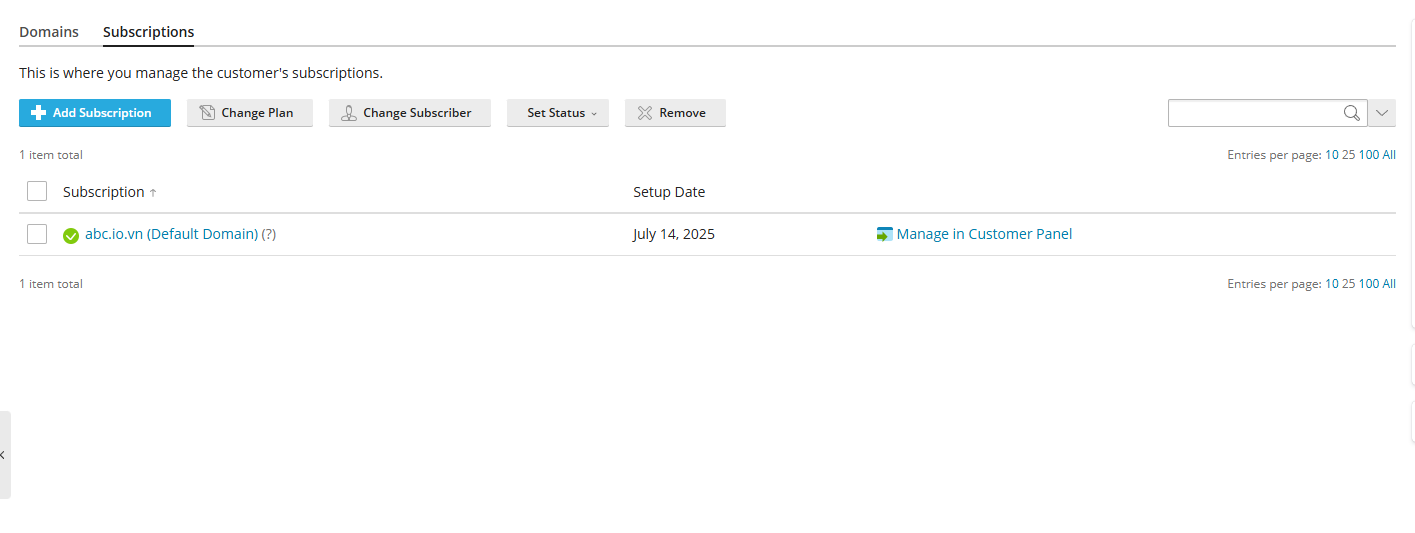 Domains Subscriptions
This is where you manage the customer's subscriptions.
Add Subscription Change Plan Change Subscriber Set Status Remove
1 item total Entries per page: 10 25 100 All
Subscription ↑ Setup Date
abc.io.vn (Default Domain) (?) July 14, 2025 Manage in Customer Panel
1 item total Entries per page: 10 25 100 All